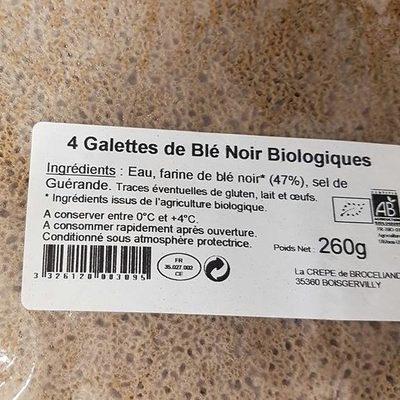 4 Galettes de Blé Noir Biologiques
Ingrédients : Eau, farine de blé noir* (47%), sel de
Guérande. Traces éventuelles de gluten, lait et œufs.
* Ingrédients issus de l'agriculture biologique.
A conserver entre 0°C et +4°C.
A consommer rapidement après ouverture.
Conditionné sous atmosphère protectrice.
Poids Net : 260g
AB
3 326120 003095
FR
35.027.002
CE
La CREPE de BROCELIAND
35360 BOISGERVILLY